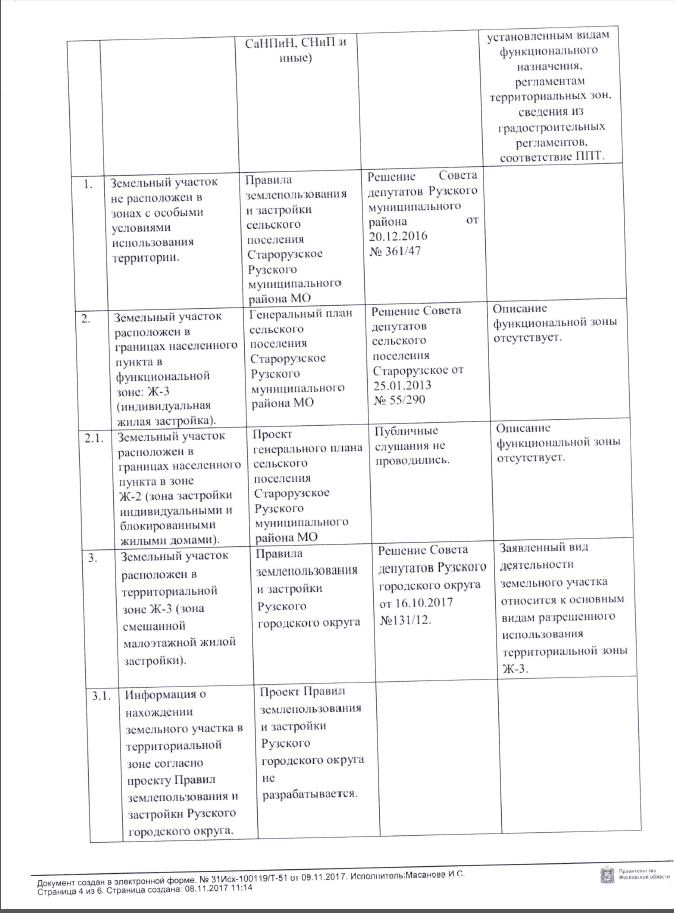 СаНПиН, СНиП и
иные)
установленным видам
функционального
назначения,
регламентам
территориальных зон,
сведения из
градостроительных
регламентов,
соответствие ППТ.
1.
Земельный участок
не расположен в
зонах с особыми
условиями
использования
территории.
Правила
землепользования
и застройки
сельского
поселения
Старорузское
Рузского
муниципального
района МО
Решение Совета
депутатов Рузского
муниципального
района от
20.12.2016
№ 361/47
2.
Земельный участок
расположен в
границах населенного
пункта в
функциональной
зоне: Ж-3
(индивидуальная
жилая застройка).
Генеральный план
сельского
поселения
Старорузское
Рузского
муниципального
района МО
Решение Совета
депутатов
сельского
поселения
Старорузское от
25.01.2013
№ 55/290
Описание
функциональной зоны
отсутствует.
2.1.
Земельный участок
расположен в
границах населенного
пункта в зоне
Ж-2 (зона застройки
индивидуальными и
блокированными
жилыми домами).
Проект
генерального плана
сельского
поселения
Старорузское
Рузского
муниципального
района МО
Публичные
слушания не
проводились.
Описание
функциональной зоны
отсутствует.
3.
Земельный участок
расположен в
территориальной
зоне Ж-3 (зона
смешанной
малоэтажной жилой
застройки).
Правила
землепользования
и застройки
Рузского
городского округа
Решение Совета
депутатов Рузского
городского округа
от 16.10.2017
№131/12.
Заявленный вид
деятельности
земельного участка
относится к основным
видам разрешенного
использования
территориальной зоны
Ж-3.
3.1.
Информация о
нахождении
земельного участка в
территориальной
зоне согласно
проекту Правил
землепользования и
застройки Рузского
городского округа.
Проект Правил
землепользования
и застройки
Рузского
городского округа
не
разрабатывается.
Документ создан в электронной форме. № 31Исх-100119/Т-51 от 09.11.2017. Исполнитель:Масанова И.С.
Страница 4 из 6. Страница создана: 08.11.2017 11:14
Правительство
Московской области